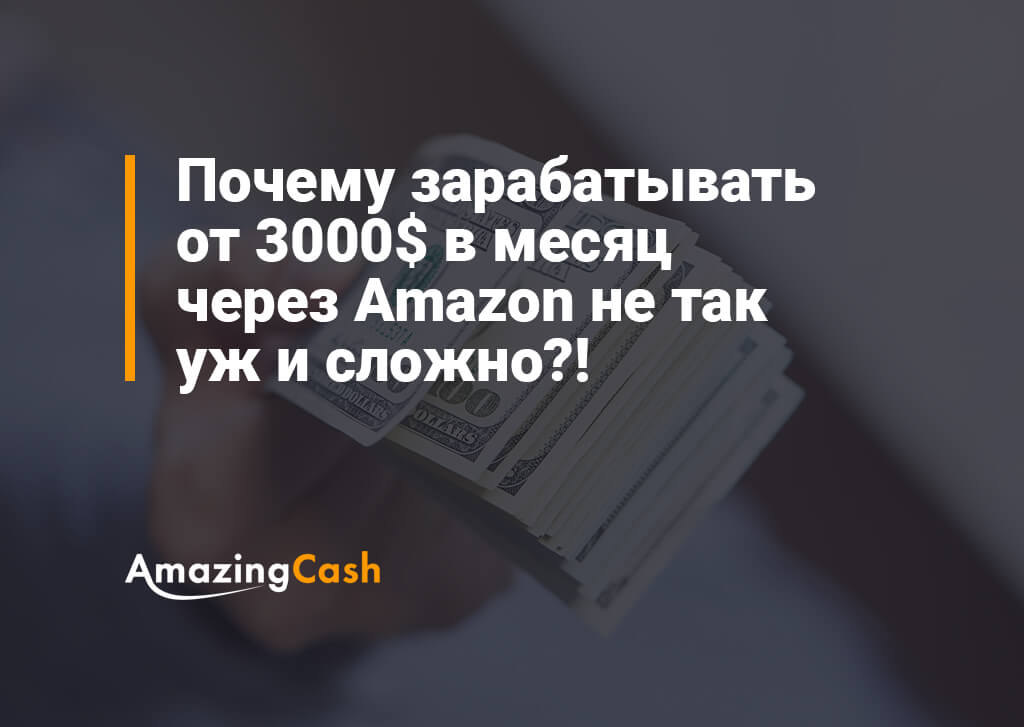 Почему зарабатывать
от 3000$ в месяц
через Amazon не так
уж и сложно?!
AmazingCash